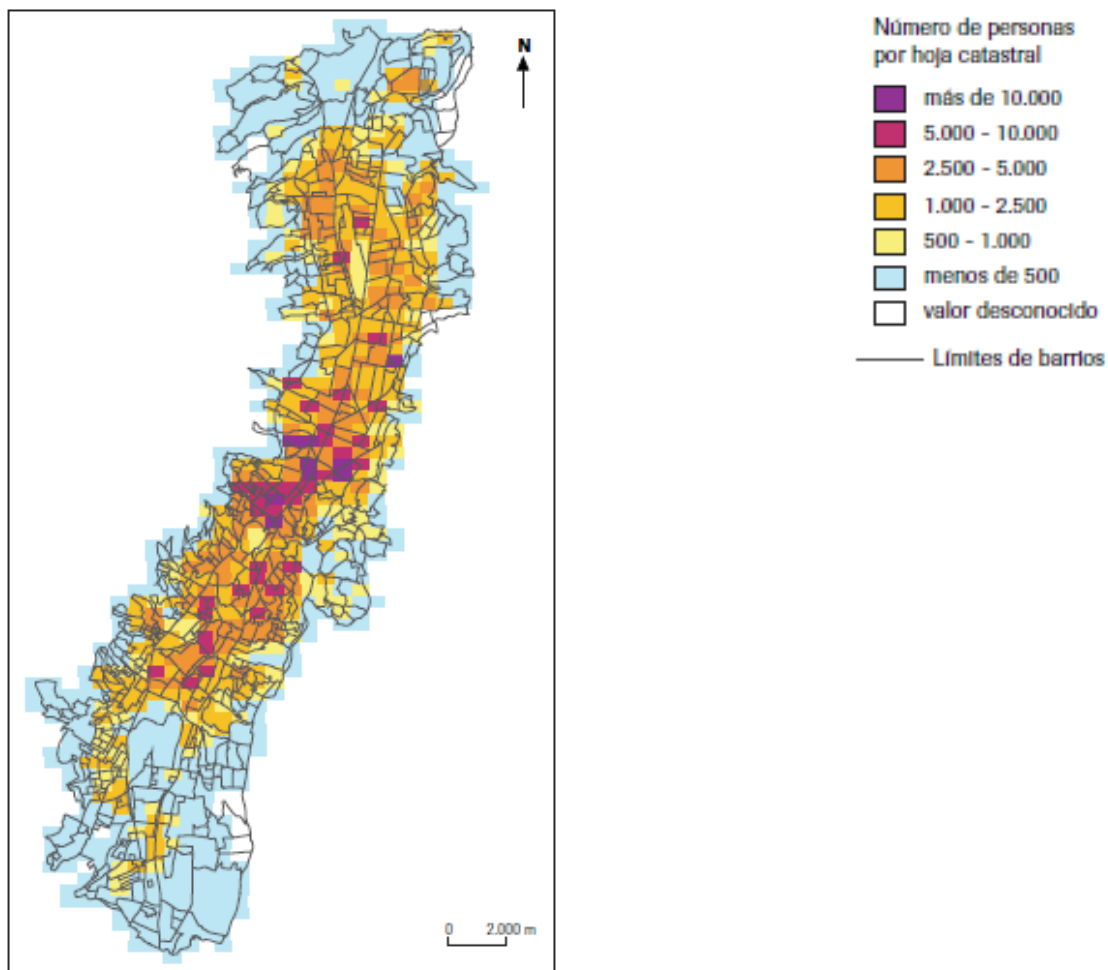 N
0 2.000 m
Número de personas
por hoja catastral
más de 10.000
5.000 - 10.000
2.500 - 5.000
1.000 - 2.500
500 - 1.000
menos de 500
valor desconocido
Límites de barrios